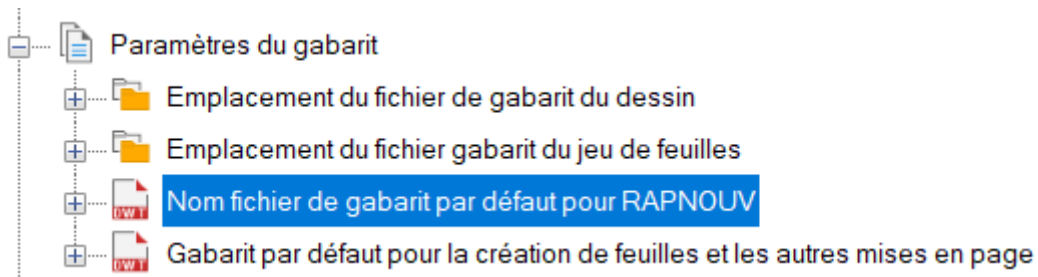 Paramètres du gabarit
Emplacement du fichier de gabarit du dessin
Emplacement du fichier gabarit du jeu de feuilles
DWT Nom fichier de gabarit par défaut pour RAPNOUV
DWT Gabarit par défaut pour la création de feuilles et les autres mises en page